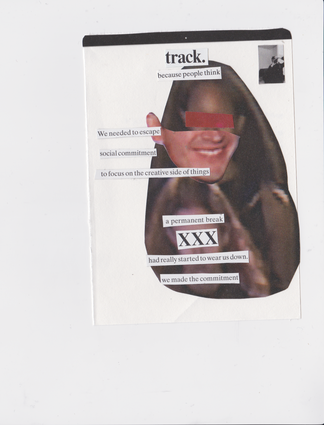 track.
because people think
We needed to escape
social commitment
to focus on the creative side of things
a permanent break
XXX
had really started to wear us down.
we made the commitment